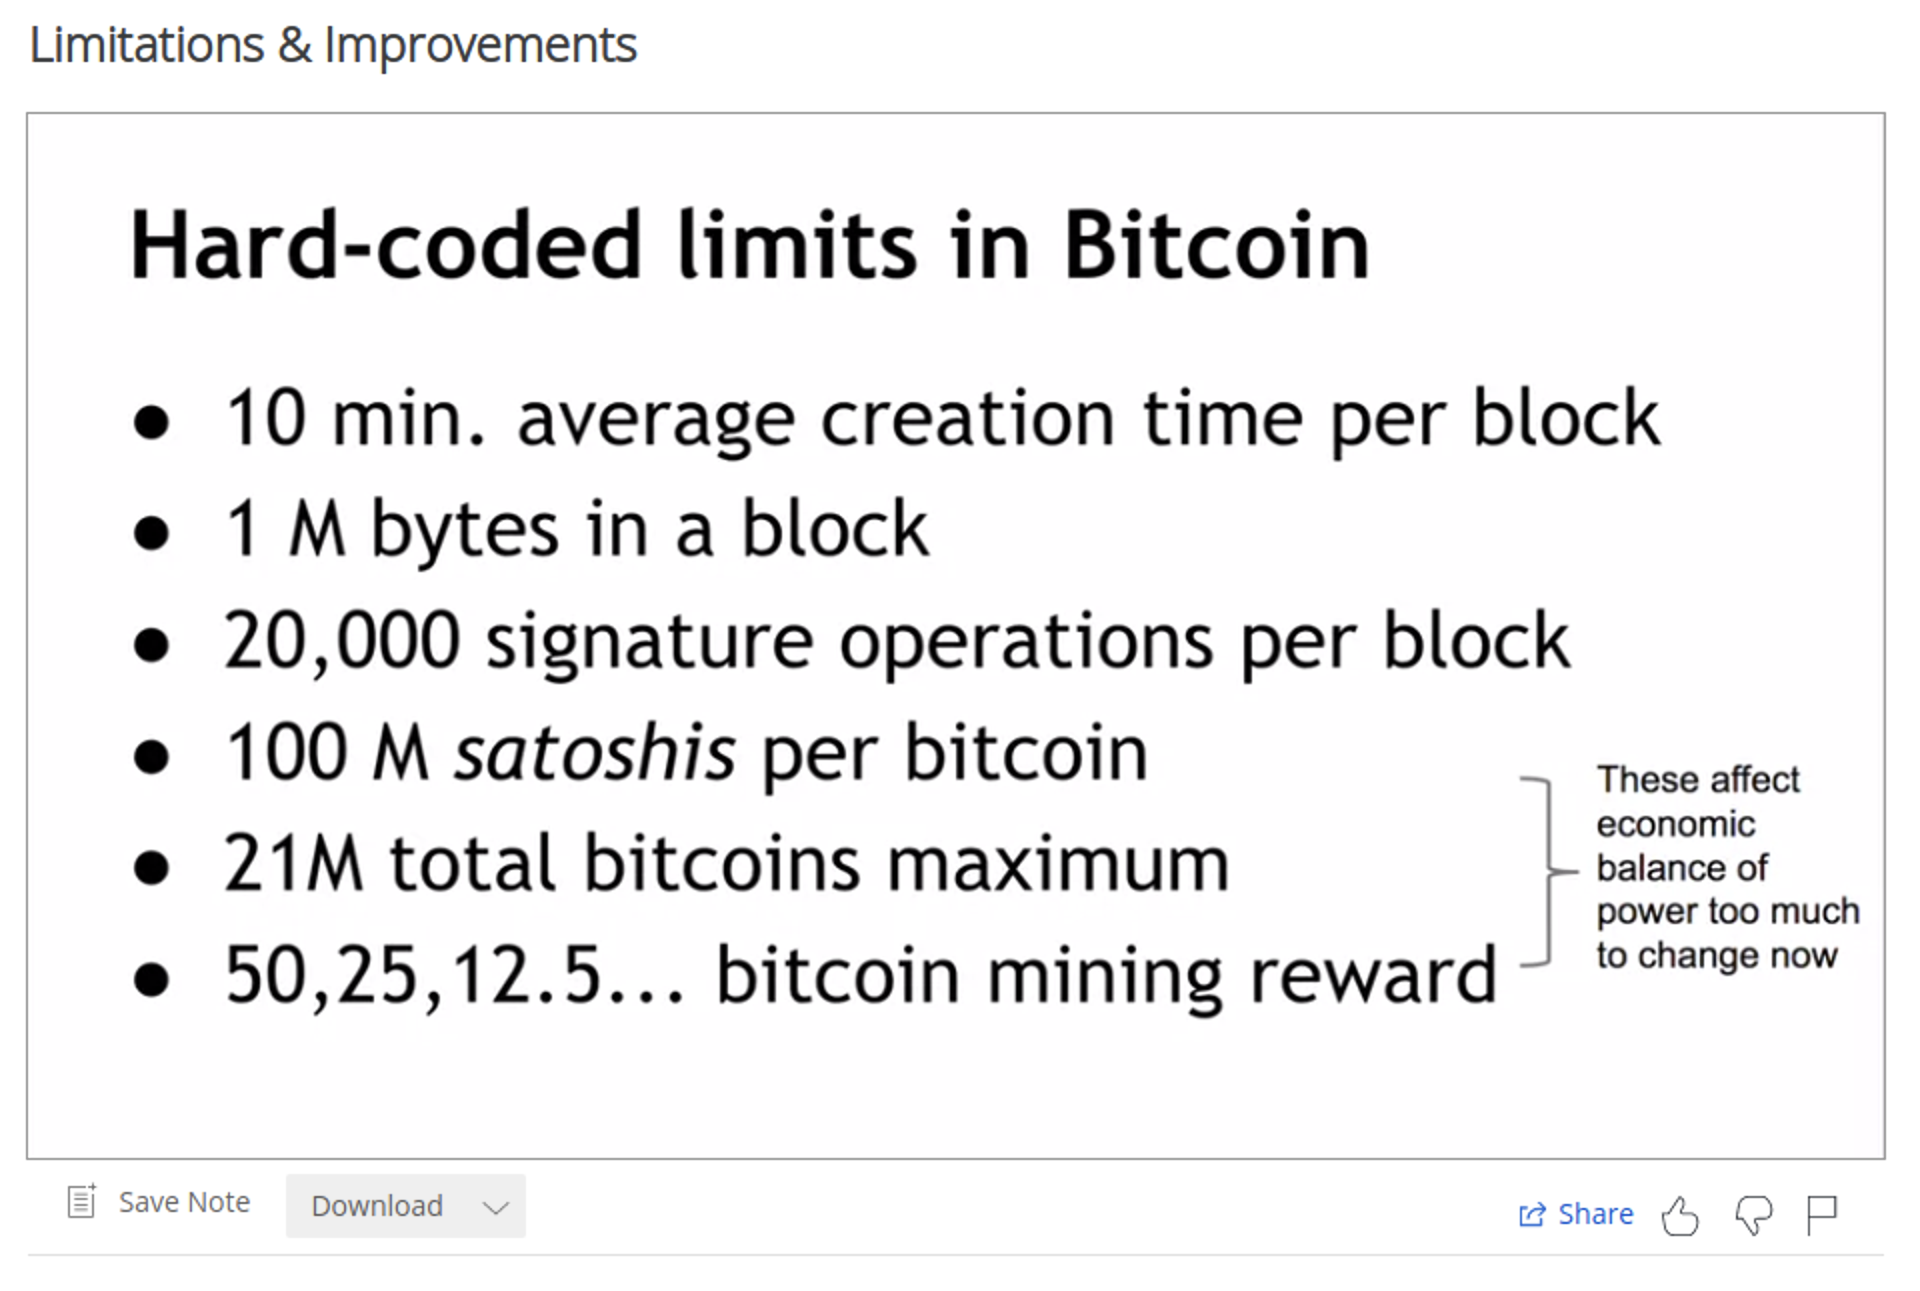 Limitations & Improvements
Hard-coded limits in Bitcoin
● 10 min. average creation time per block
● 1 M bytes in a block
● 20,000 signature operations per block
● 100 M satoshis per bitcoin
● 21M total bitcoins maximum
● 50,25,12.5... bitcoin mining reward
These affect
economic
balance of
power too much
to change now
Save Note
Download
Share